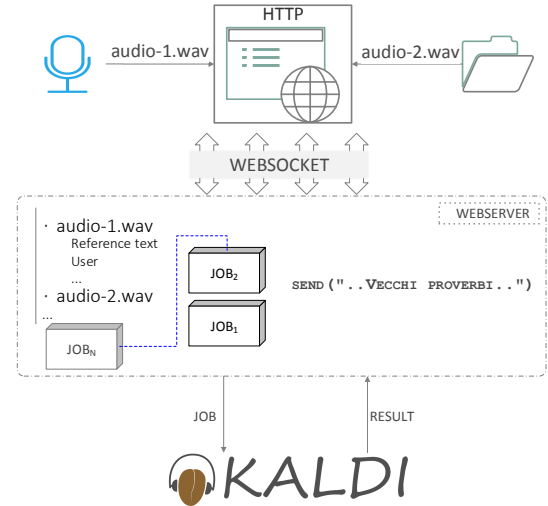 HTTP
audio-1.wav
audio-2.wav
WEBSOCKET
WEBSERVER
· audio-1.wav
Reference text
User
...
· audio-2.wav
...
JOB₂
JOB₁
JOBN
SEND("..VECCHI PROVERBI..")
JOB
RESULT
KALDI